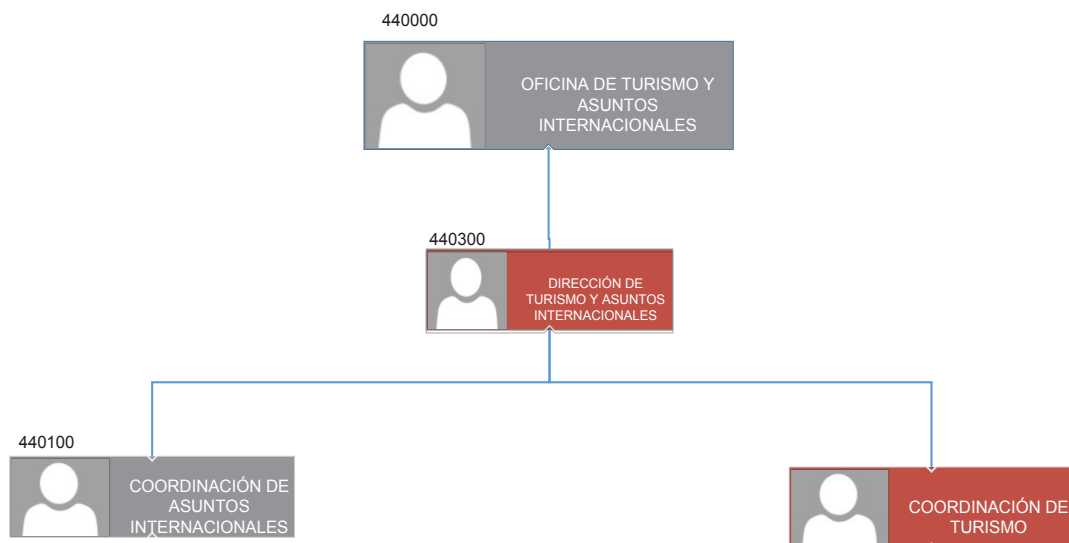 440000
OFICINA DE TURISMO Y
ASUNTOS
INTERNACIONALES
440300
DIRECCIÓN DE
TURISMO Y ASUNTOS
INTERNACIONALES
440100
COORDINACIÓN DE
ASUNTOS
INTERNACIONALES
COORDINACIÓN DE
TURISMO